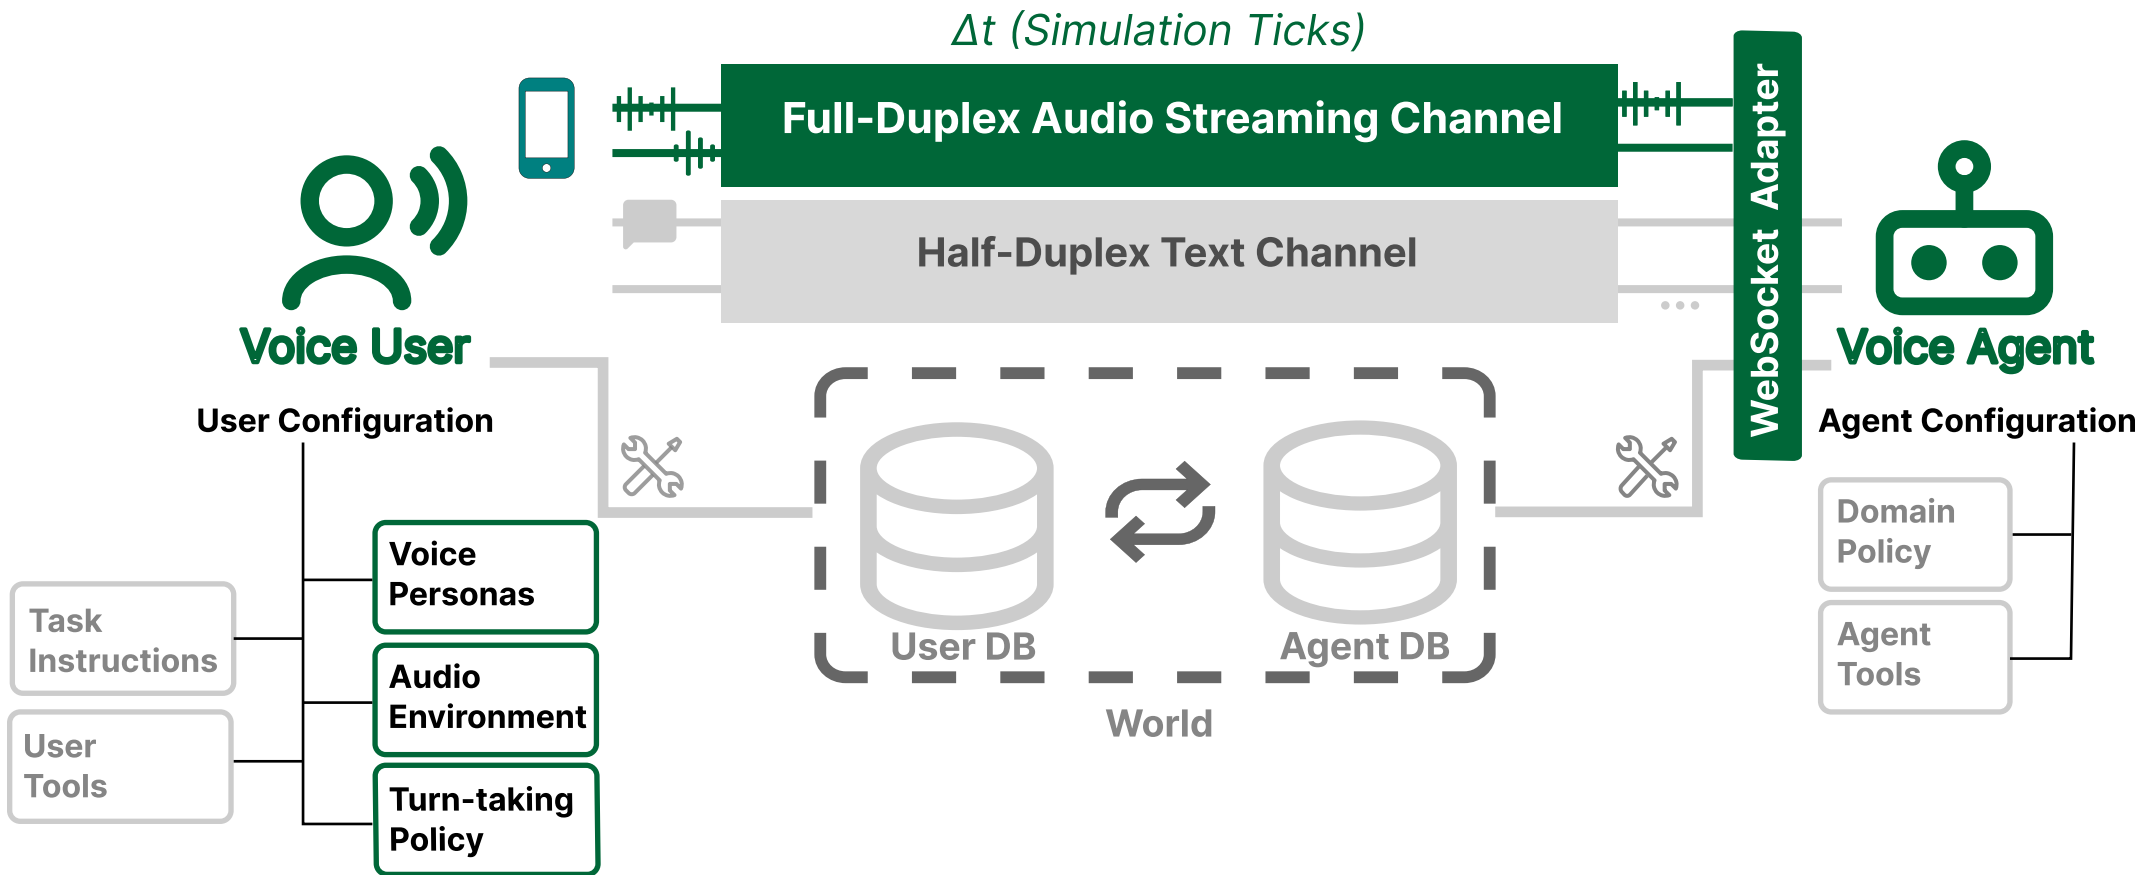 Δt (Simulation Ticks)
Full-Duplex Audio Streaming Channel
Half-Duplex Text Channel
WebSocket Adapter
Voice User
Voice Agent
User Configuration
Task
Instructions
User
Tools
Voice
Personas
Audio
Environment
Turn-taking
Policy
User DB
Agent DB
World
Agent Configuration
Domain
Policy
Agent
Tools